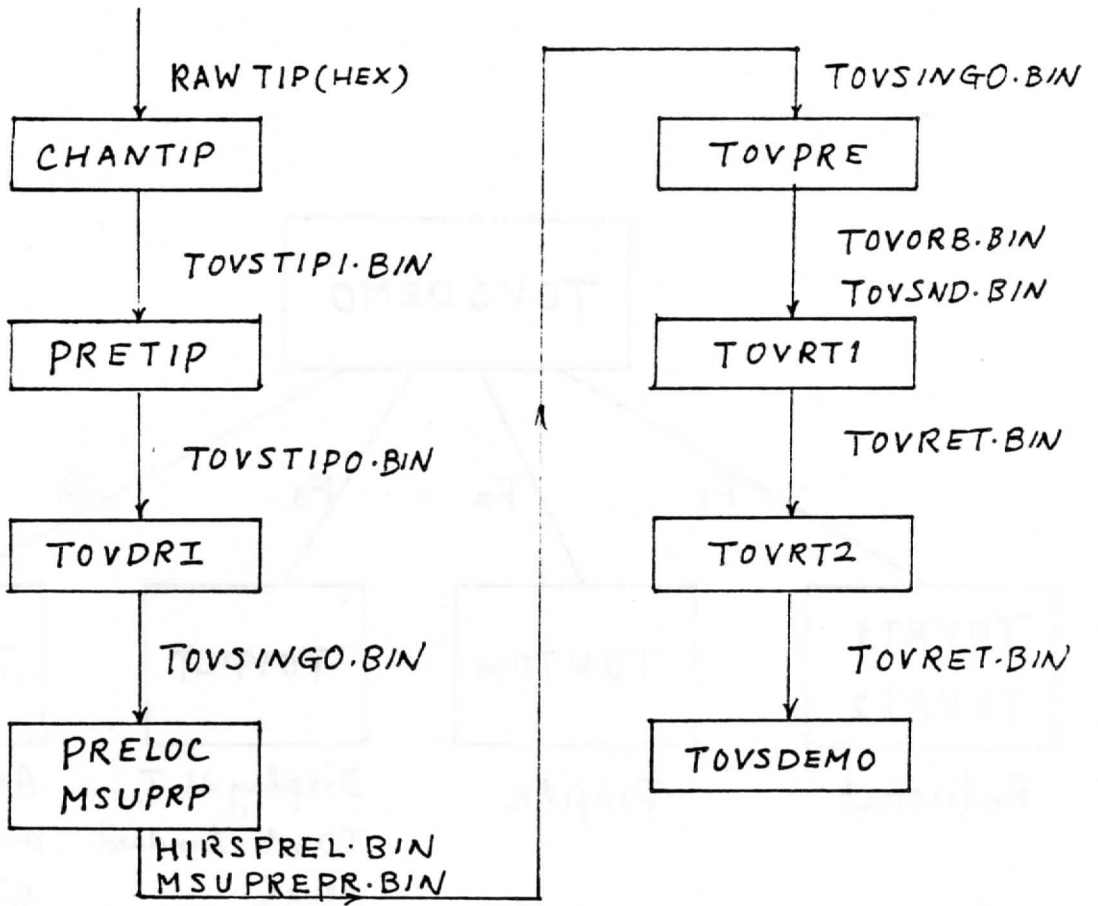 RAW TIP(HEX)
CHANTIP
TOVSTIPI.BIN
PRETIP
TOVSTIPO.BIN
TOVDRI
TOVSINGO.BIN
PRELOC
MSUPRP
HIRSPREL.BIN
MSUPREPR.BIN
TOVSINGO.BIN
TOVPRE
TOVORB.BIN
TOVSND.BIN
TOVRT1
TOVRET.BIN
TOVRT2
TOVRET.BIN
TOVSDEMO